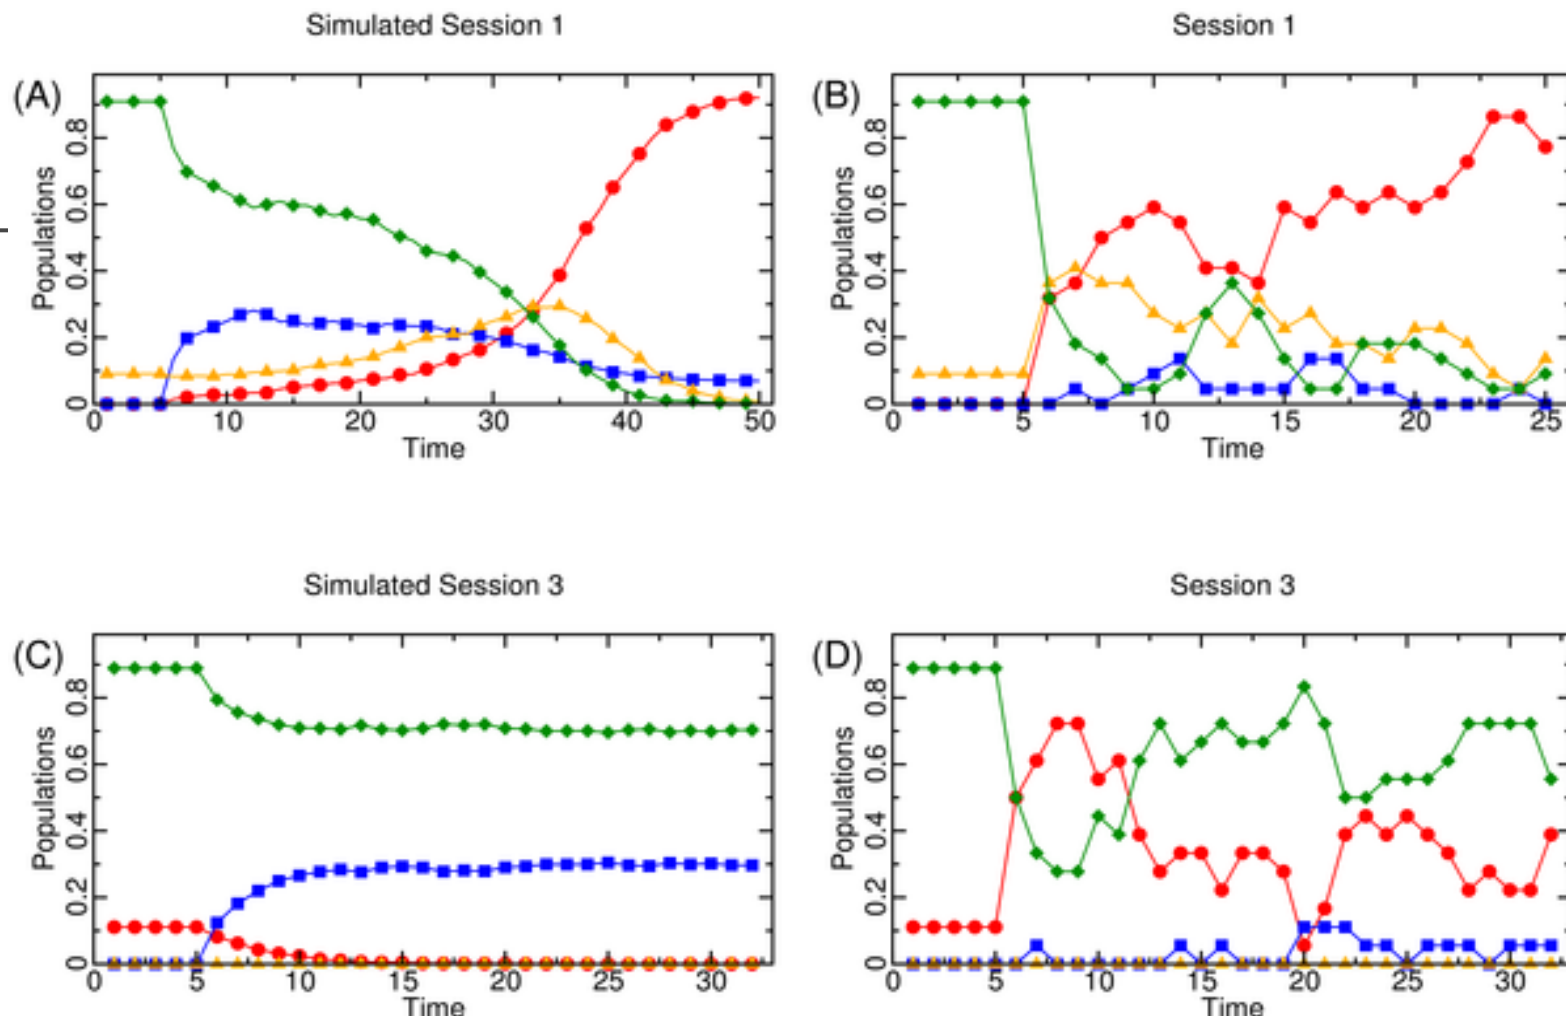 Simulated Session 1
Session 1
(A)
Populations
0.8
0.6
0.4
0.2
0
0 10 20 30 40 50
Time
(B)
Populations
0.8
0.6
0.4
0.2
0
0 5 10 15 20 25
Time
Simulated Session 3
Session 3
(C)
Populations
0.8
0.6
0.4
0.2
0
0 5 10 15 20 25 30
Time
(D)
Populations
0.8
0.6
0.4
0.2
0
0 5 10 15 20 25 30
Time